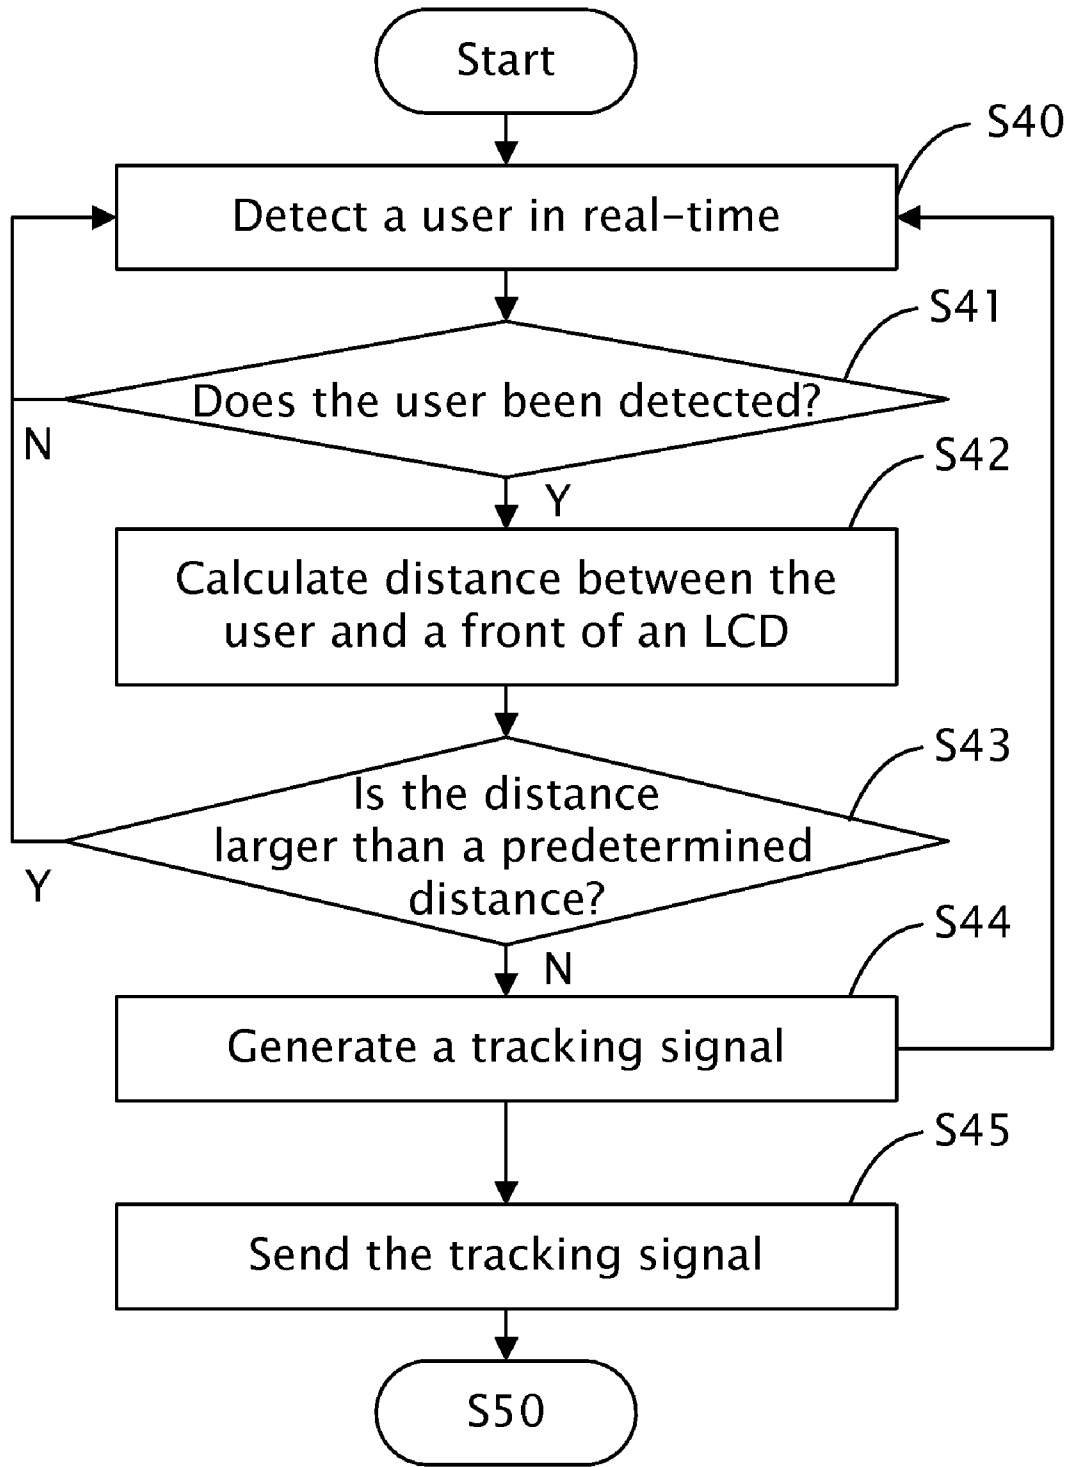 Start
S40
Detect a user in real-time
S41
Does the user been detected?
N
S42
Y
Calculate distance between the
user and a front of an LCD
S43
Is the distance
larger than a predetermined
distance?
Y
S44
N
Generate a tracking signal
S45
Send the tracking signal
S50